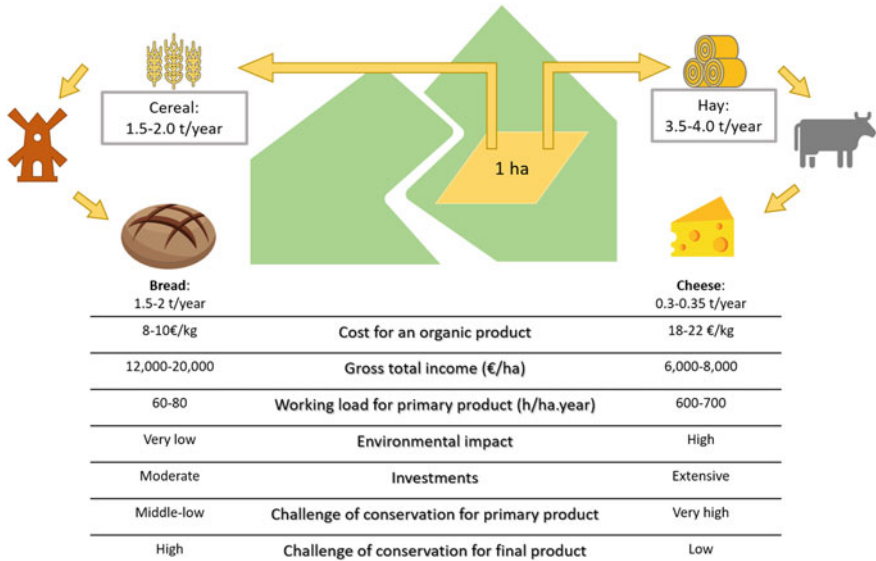 Cereal:
1.5-2.0 t/year
Hay:
3.5-4.0 t/year
1 ha
Bread:
1.5-2 t/year
Cheese:
0.3-0.35 t/year
8-10€/kg Cost for an organic product 18-22 €/kg
12,000-20,000 Gross total income (€/ha) 6,000-8,000
60-80 Working load for primary product (h/ha.year) 600-700
Very low Environmental impact High
Moderate Investments Extensive
Middle-low Challenge of conservation for primary product Very high
High Challenge of conservation for final product Low